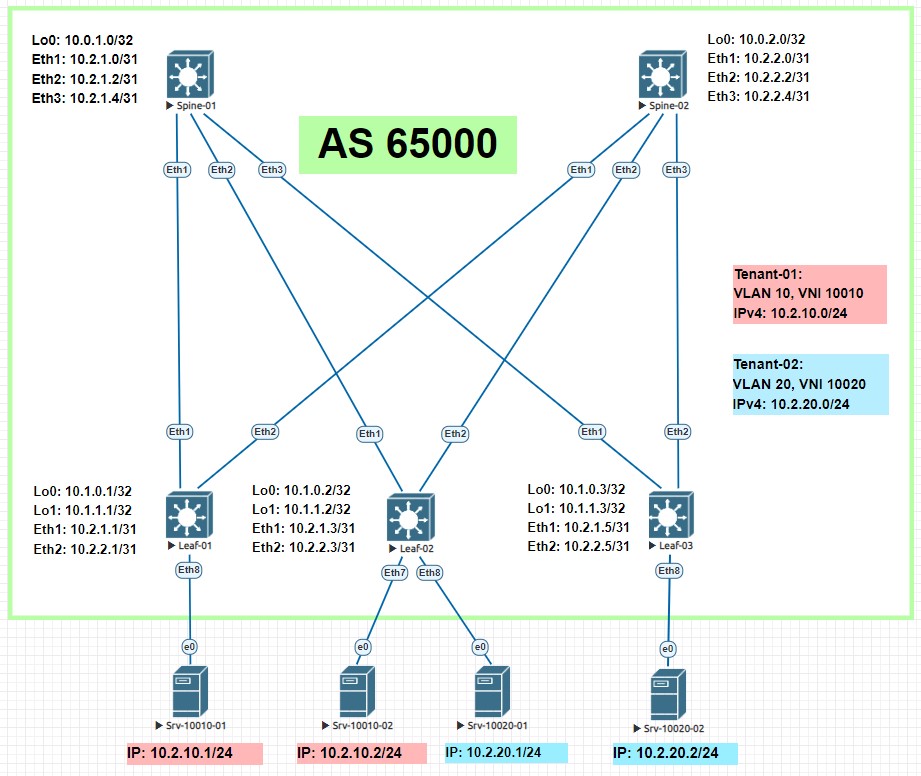 Lo0: 10.0.1.0/32
Eth1: 10.2.1.0/31
Eth2: 10.2.1.2/31
Eth3: 10.2.1.4/31
Spine-01
Lo0: 10.0.2.0/32
Eth1: 10.2.2.0/31
Eth2: 10.2.2.2/31
Eth3: 10.2.2.4/31
Spine-02
AS 65000
Eth1
Eth2
Eth3
Eth1
Eth2
Eth3
Tenant-01:
VLAN 10, VNI 10010
IPv4: 10.2.10.0/24
Tenant-02:
VLAN 20, VNI 10020
IPv4: 10.2.20.0/24
Eth1
Eth2
Eth1
Eth2
Eth1
Eth2
Lo0: 10.1.0.1/32
Lo1: 10.1.1.1/32
Eth1: 10.2.1.1/31
Eth2: 10.2.2.1/31
Leaf-01
Lo0: 10.1.0.2/32
Lo1: 10.1.1.2/32
Eth1: 10.2.1.3/31
Eth2: 10.2.2.3/31
Leaf-02
Lo0: 10.1.0.3/32
Lo1: 10.1.1.3/32
Eth1: 10.2.1.5/31
Eth2: 10.2.2.5/31
Leaf-03
Eth8
Eth7
Eth8
Eth8
e0
e0
e0
e0
Srv-10010-01
Srv-10010-02
Srv-10020-01
Srv-10020-02
IP: 10.2.10.1/24
IP: 10.2.10.2/24
IP: 10.2.20.1/24
IP: 10.2.20.2/24